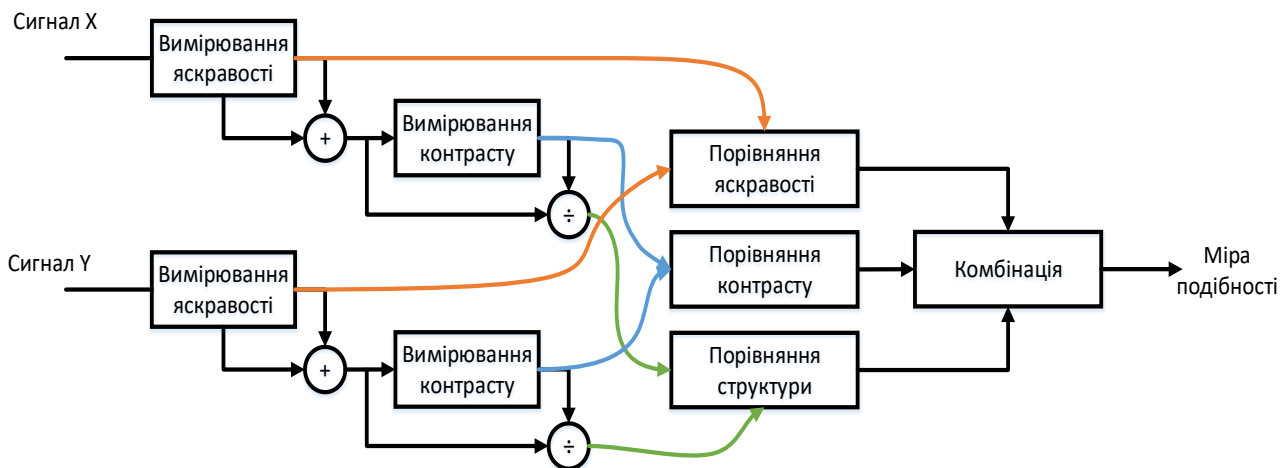 Сигнал X
Вимірювання
яскравості
+
Вимірювання
контрасту
÷
Порівняння
яскравості
Сигнал Y
Вимірювання
яскравості
+
Вимірювання
контрасту
÷
Порівняння
контрасту
Порівняння
структури
Комбінація
Міра
подібності